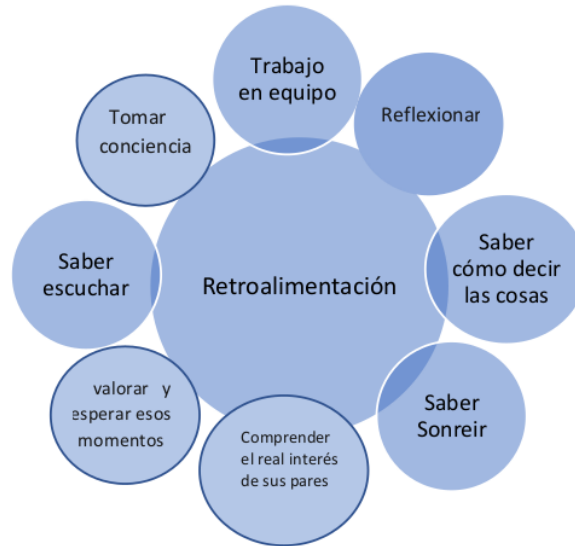 Trabajo
en equipo
Reflexionar
Saber
cómo decir
las cosas
Saber
Sonreir
Comprender
el real interés
de sus pares
valorar y
esperar esos
momentos
Saber
escuchar
Tomar
conciencia
Retroalimentación